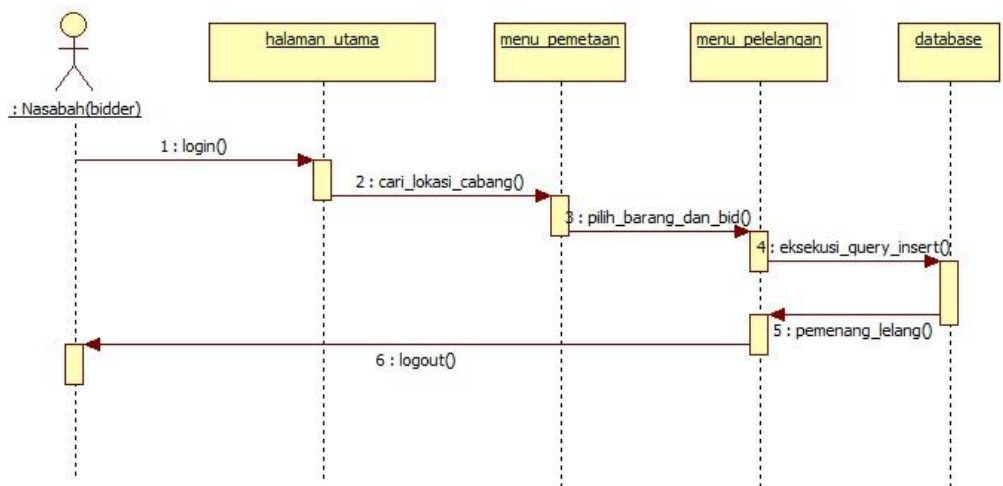 halaman_utama
menu_pemetaan
menu_pelelangan
database
: Nasabah(bidder)
1 : login()
2 : cari_lokasi_cabang()
3 : pilih_barang_dan_bid()
4 : eksekusi_query_insert()
5 : pemenang_lelang()
6 : logout()